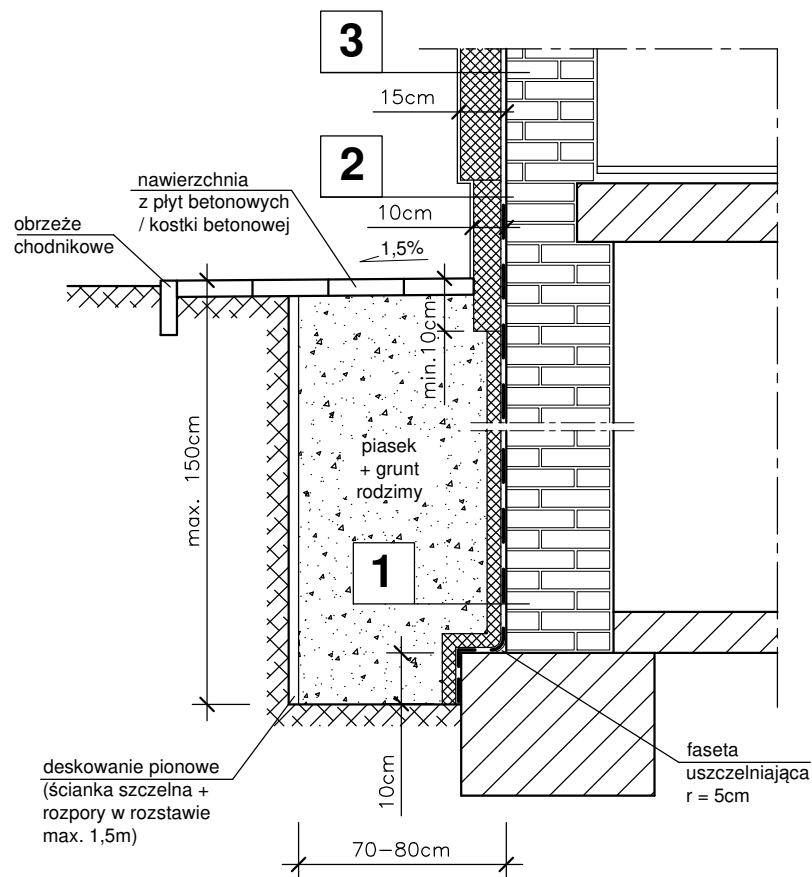 3
15cm
2
nawierzchnia
z płyt betonowych
/ kostki betonowej
10cm
obrzeże
chodnikowe
1,5%
min.10cm
max. 150cm
piasek
+ grunt
rodzimy
1
deskowanie pionowe
(ścianka szczelna +
rozpory w rozstawie
max. 1,5m)
10cm
faseta
uszczelniająca
r = 5cm
70–80cm